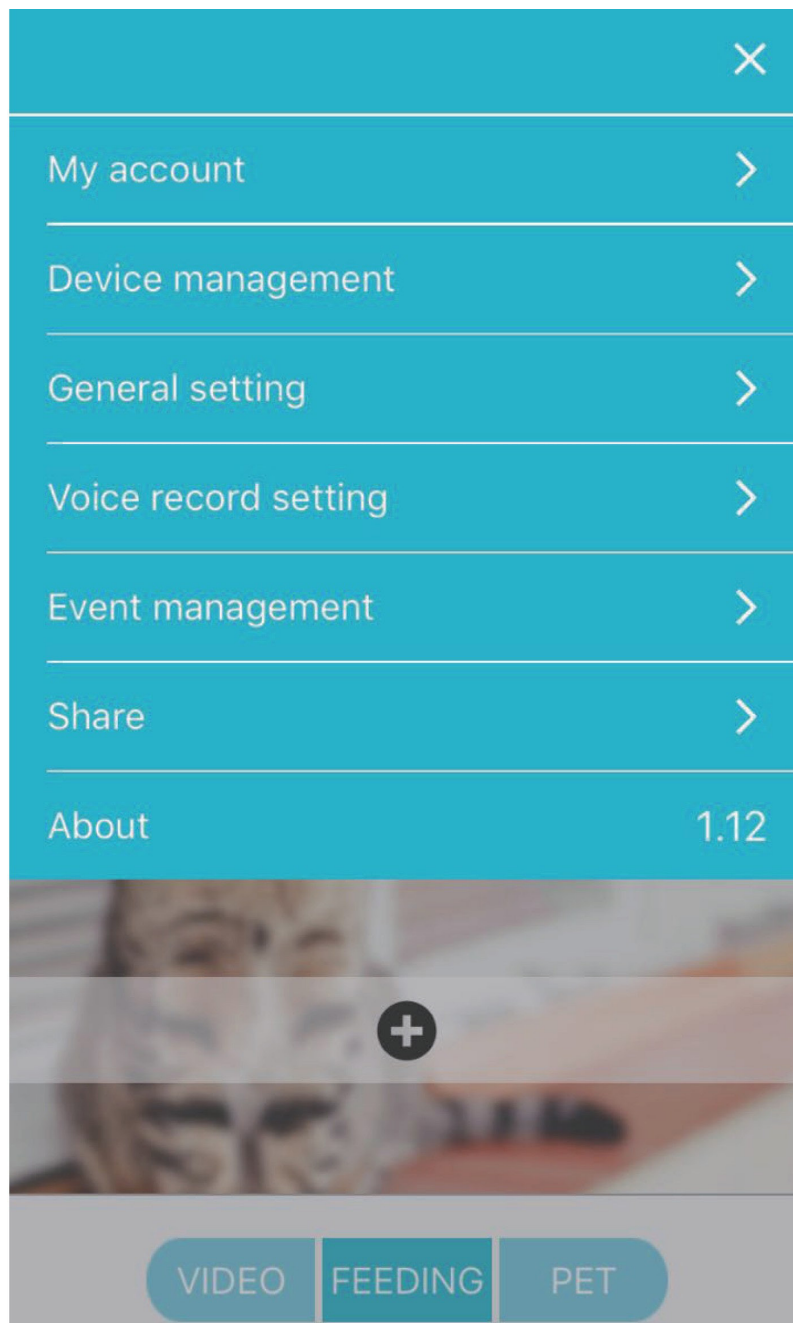 My account
Device management
General setting
Voice record setting
Event management
Share
About 1.12
VIDEO FEEDING PET